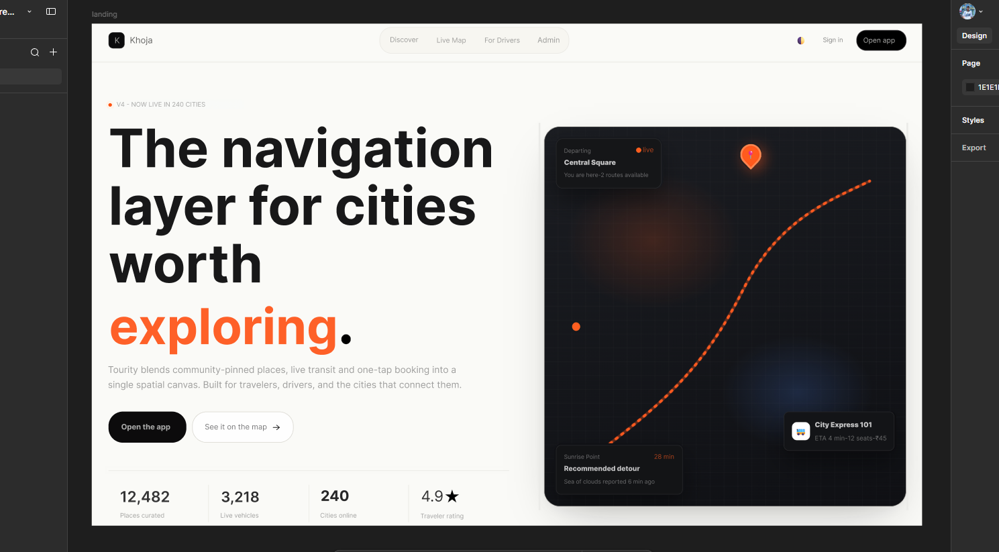 re...
landing
K Khoja
Discover Live Map For Drivers Admin
Sign in Open app
Design
Page
1E1E1
Styles
Export
V4 - NOW LIVE IN 240 CITIES
The navigation
layer for cities
worth
exploring.
Tourity blends community-pinned places, live transit and one-tap booking into a
single spatial canvas. Built for travelers, drivers, and the cities that connect them.
Open the app See it on the map →
12,482
Places curated
3,218
Live vehicles
240
Cities online
4.9★
Traveler rating
Departing live
Central Square
You are here-2 routes available
City Express 101
ETA 4 min-12 seats-₹45
Sunrise Point 28 min
Recommended detour
Sea of clouds reported 6 min ago